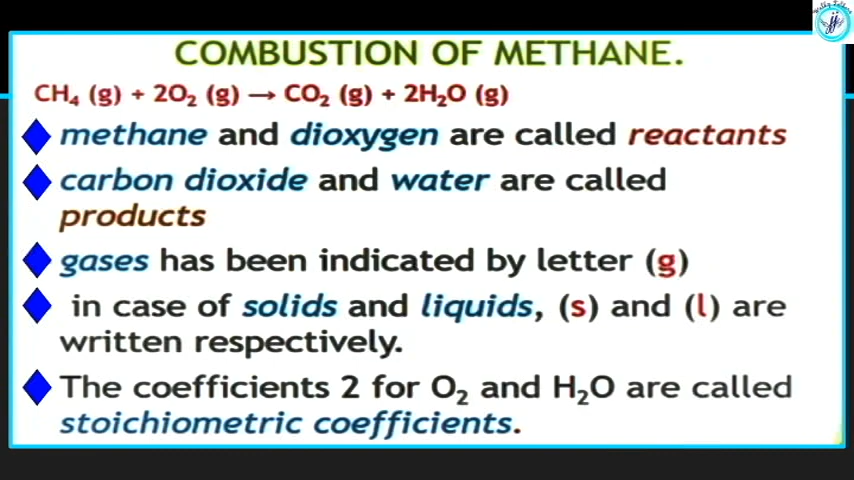 COMBUSTION OF METHANE.
CH₄ (g) + 2O₂ (g) → CO₂ (g) + 2H₂O (g)
methane and dioxygen are called reactants
carbon dioxide and water are called
products
gases has been indicated by letter (g)
in case of solids and liquids, (s) and (l) are
written respectively.
The coefficients 2 for O₂ and H₂O are called
stoichiometric coefficients.